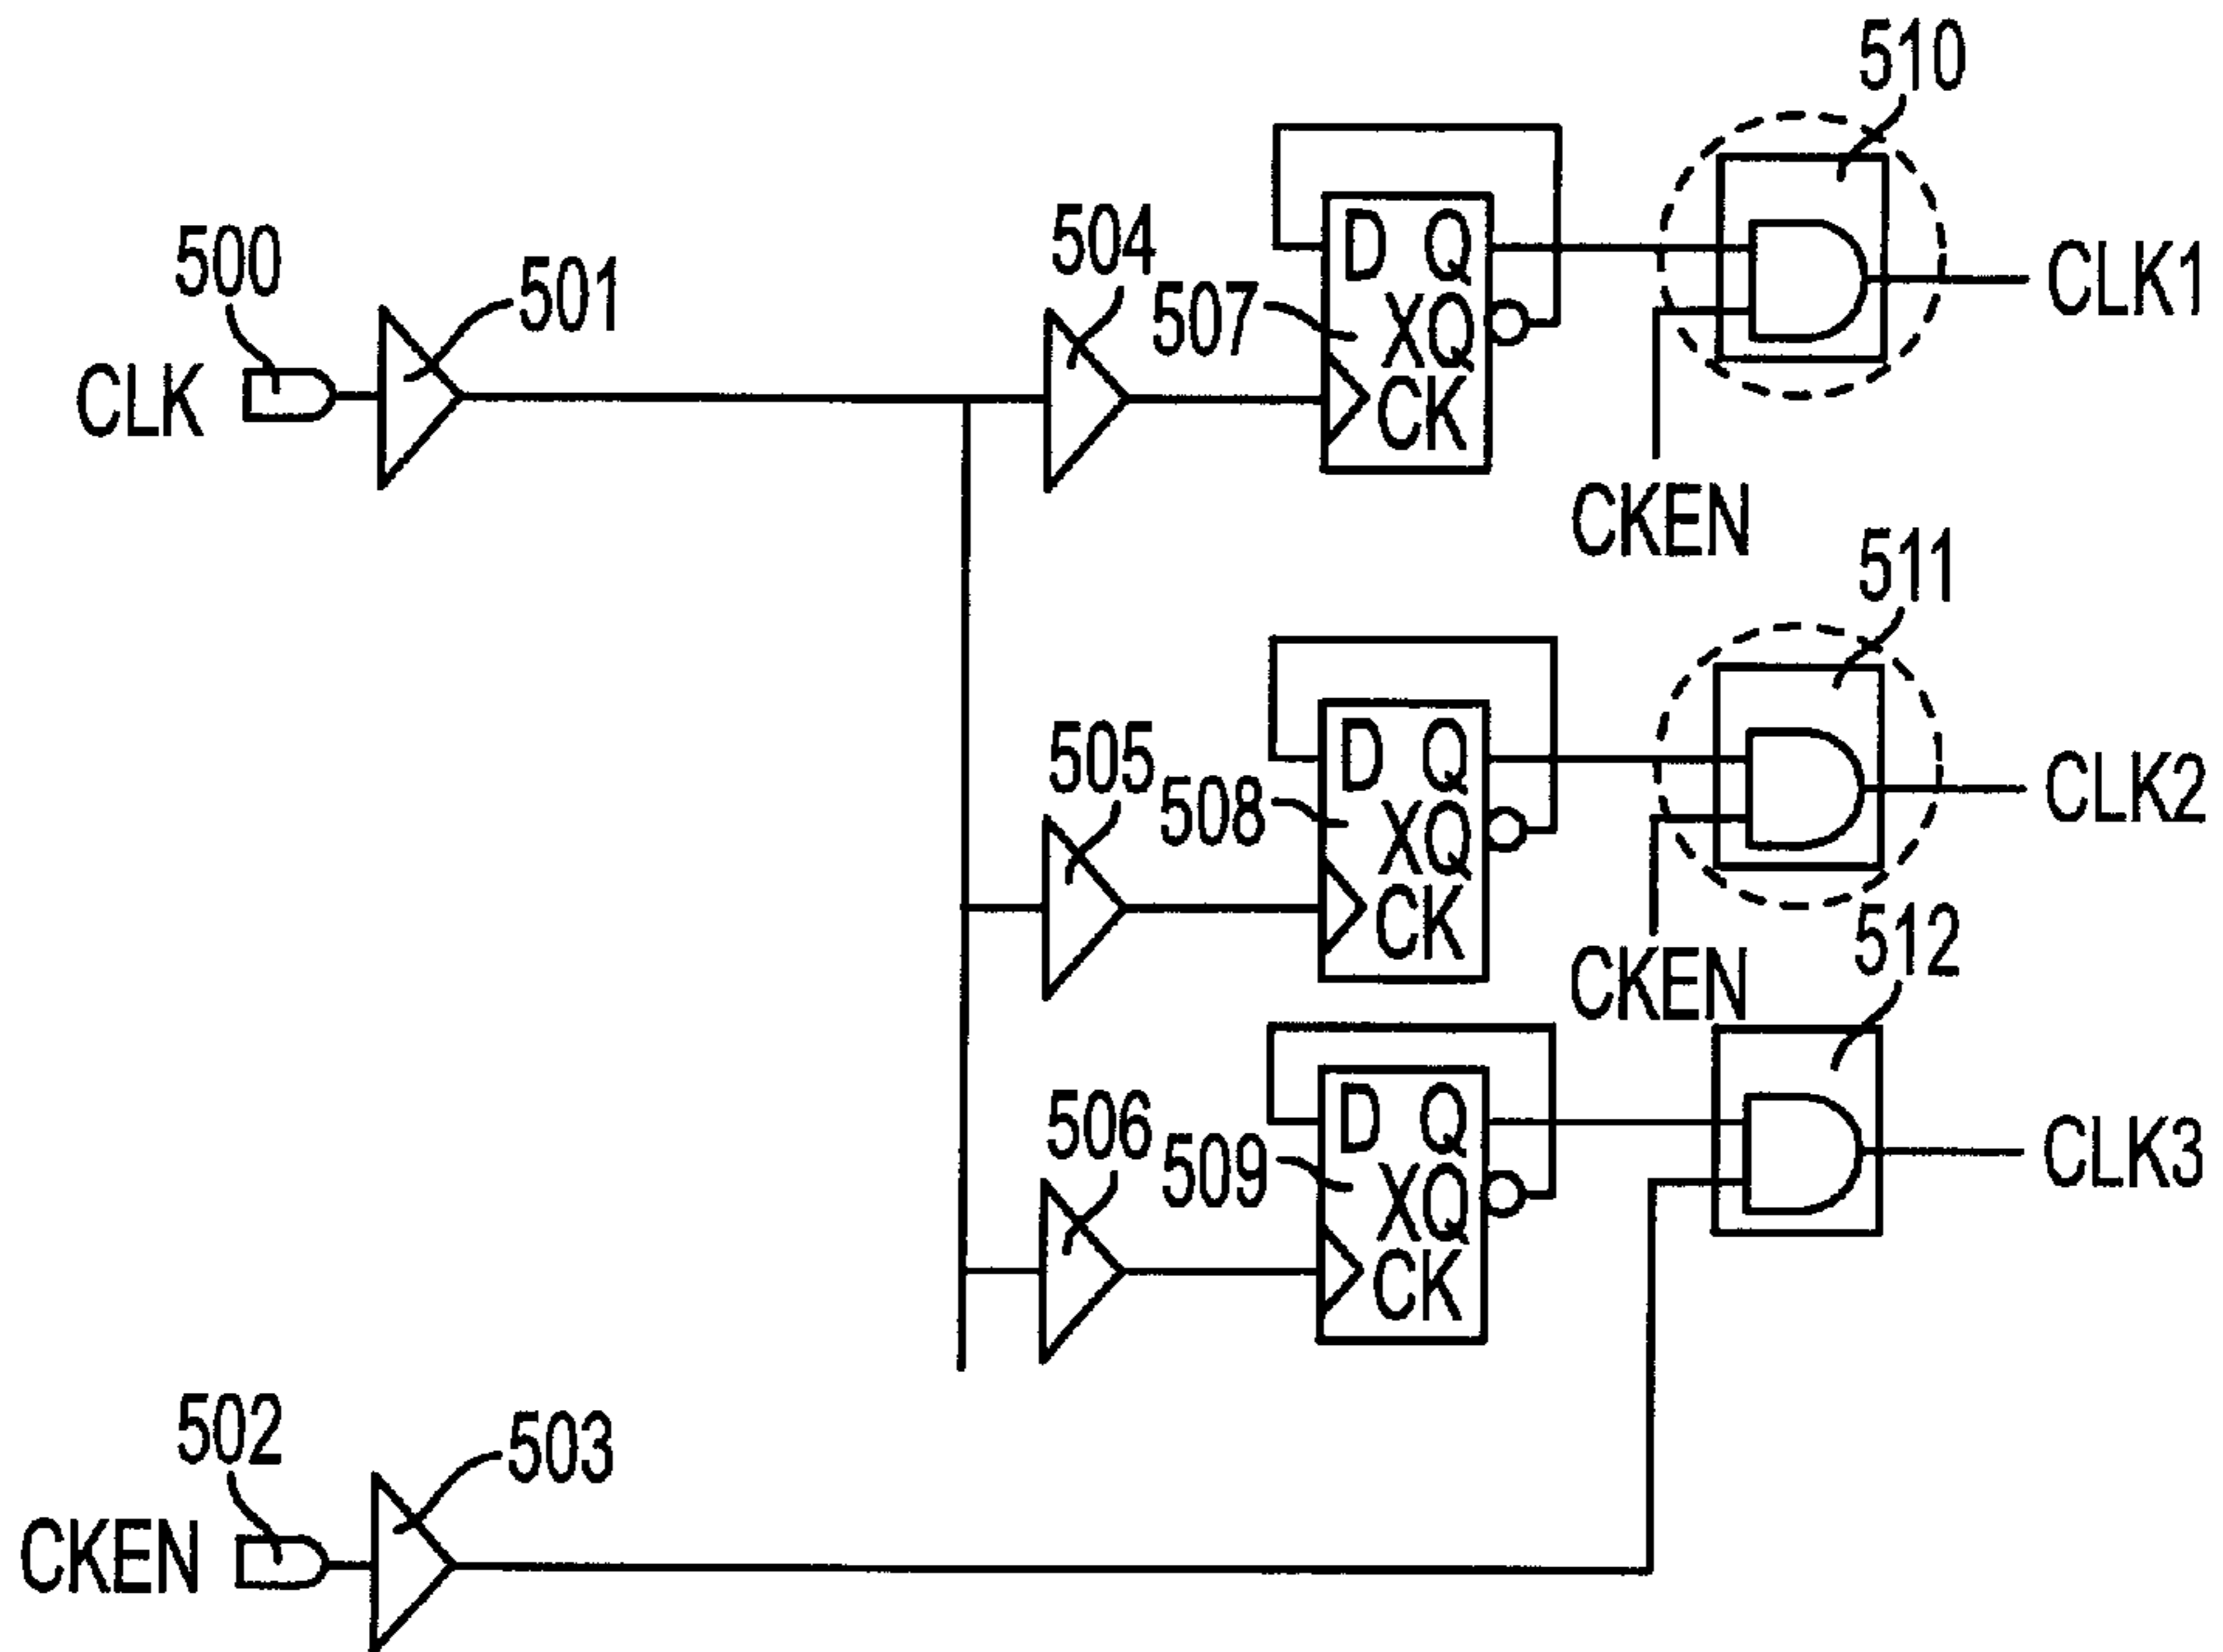 510
500
501
504
507
D Q
XQ
CK
CLK
CLK1
CKEN
511
505
508
D Q
XQ
CK
CLK2
CKEN
512
506
509
D Q
XQ
CK
CLK3
502
503
CKEN